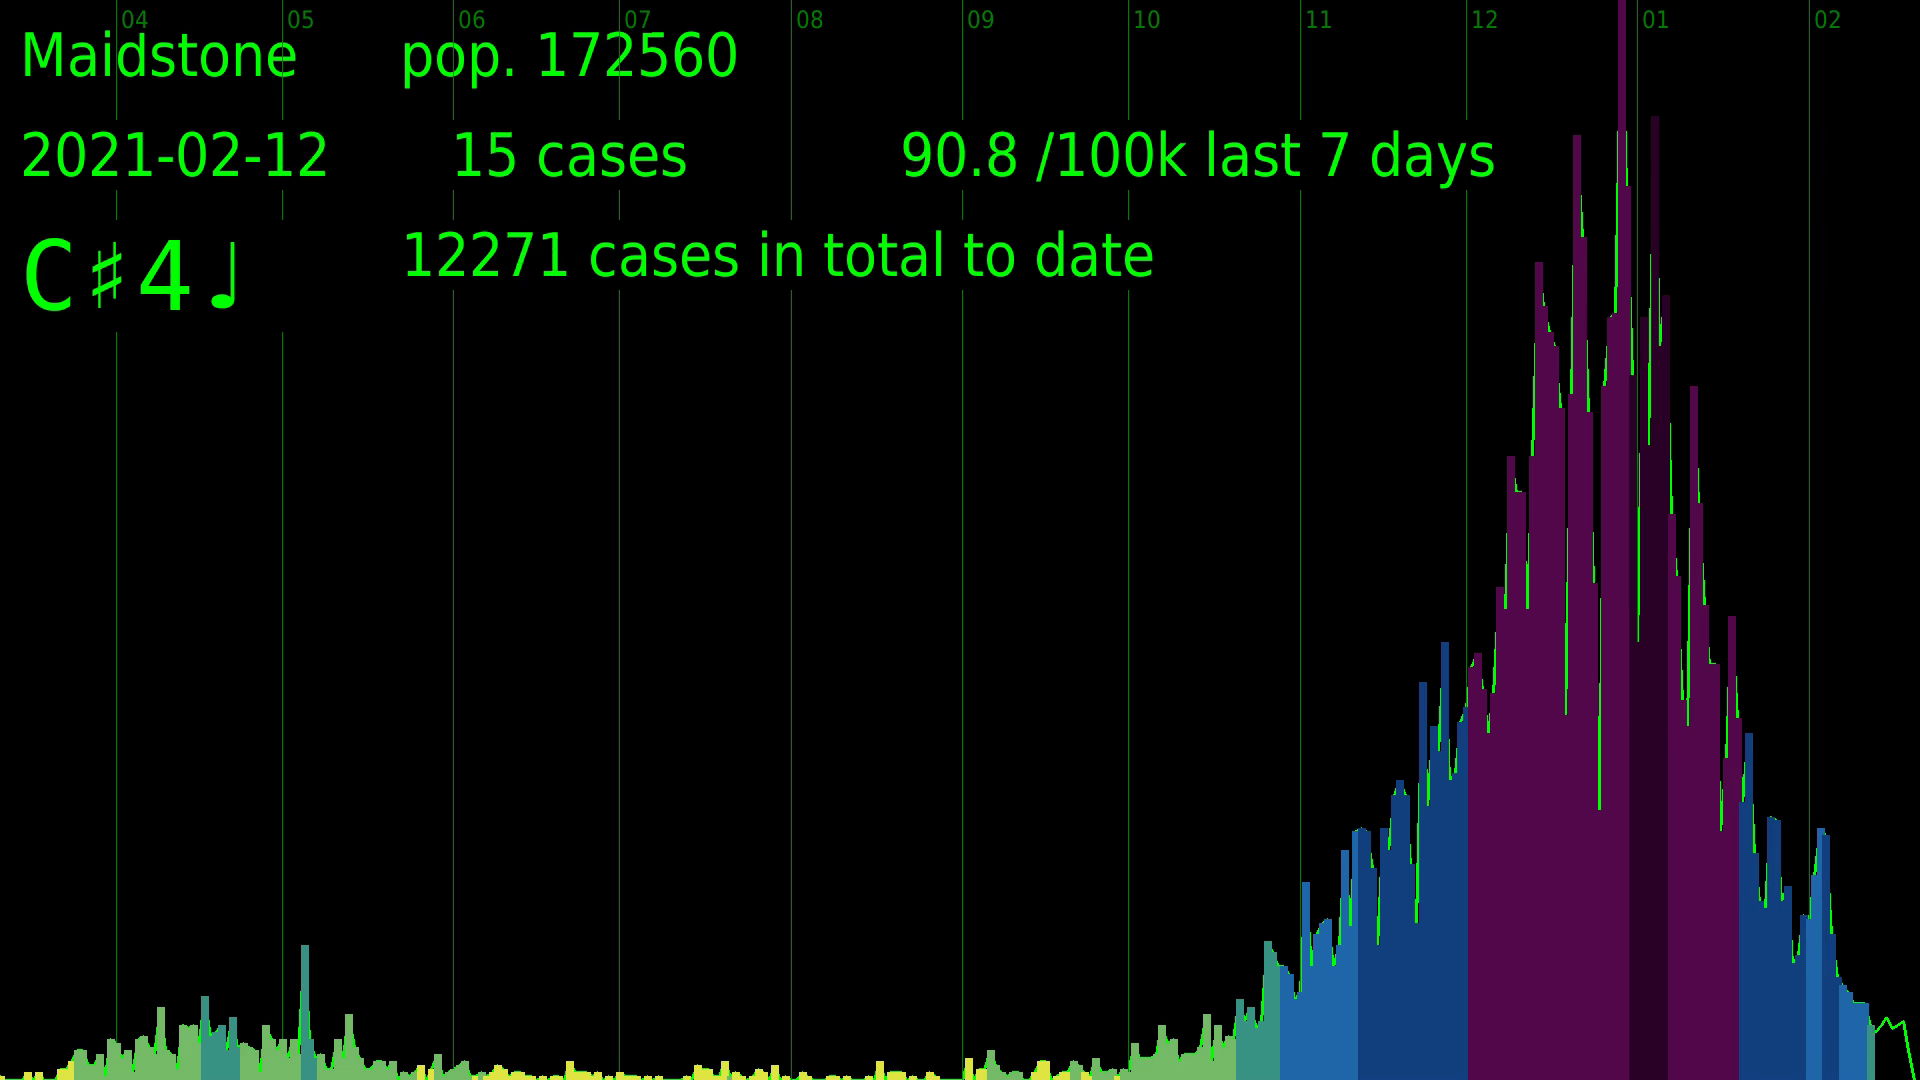 04 05 06 07 08 09 10 11 12 01 02
Maidstone pop. 172560
2021-02-12 15 cases 90.8 /100k last 7 days
C♯4♩ 12271 cases in total to date